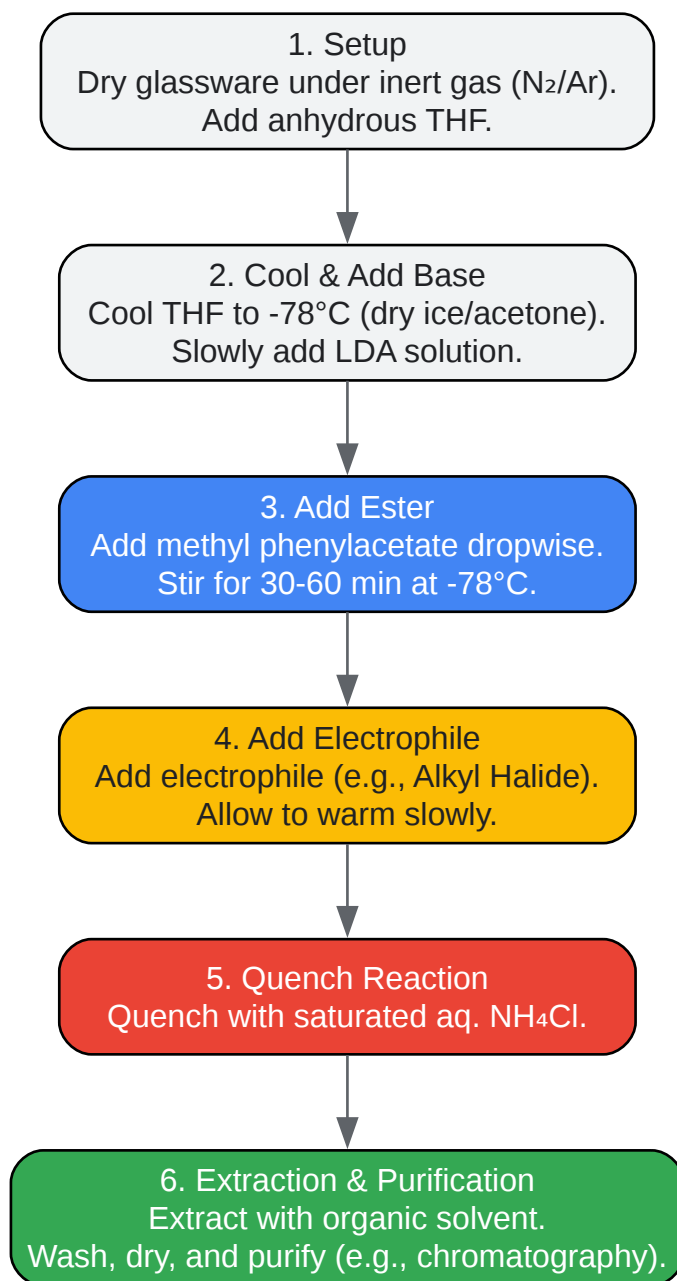 1. Setup
Dry glassware under inert gas (N₂/Ar).
Add anhydrous THF.
2. Cool & Add Base
Cool THF to -78°C (dry ice/acetone).
Slowly add LDA solution.
3. Add Ester
Add methyl phenylacetate dropwise.
Stir for 30-60 min at -78°C.
4. Add Electrophile
Add electrophile (e.g., Alkyl Halide).
Allow to warm slowly.
5. Quench Reaction
Quench with saturated aq. NH₄Cl.
6. Extraction & Purification
Extract with organic solvent.
Wash, dry, and purify (e.g., chromatography).